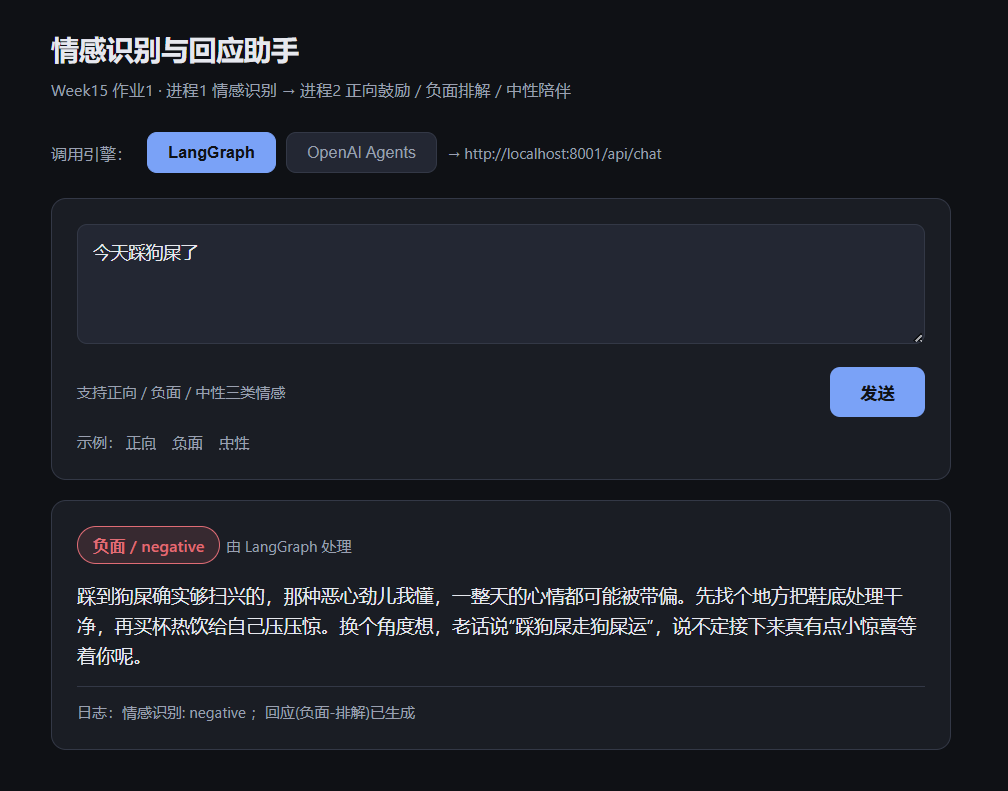 情感识别与回应助手
Week15 作业1 · 进程1 情感识别 → 进程2 正向鼓励 / 负面排解 / 中性陪伴
调用引擎： LangGraph OpenAI Agents → http://localhost:8001/api/chat
今天踩狗屎了
支持正向 / 负面 / 中性三类情感
发送
示例： 正向 负面 中性
负面 / negative 由 LangGraph 处理
踩到狗屎确实够扫兴的，那种恶心劲儿我懂，一整天的心情都可能被带偏。先找个地方把鞋底处理干
净，再买杯热饮给自己压压惊。换个角度想，老话说“踩狗屎走狗屎运”，说不定接下来真有点小惊喜等
着你呢。
日志：情感识别: negative ；回应(负面-排解)已生成